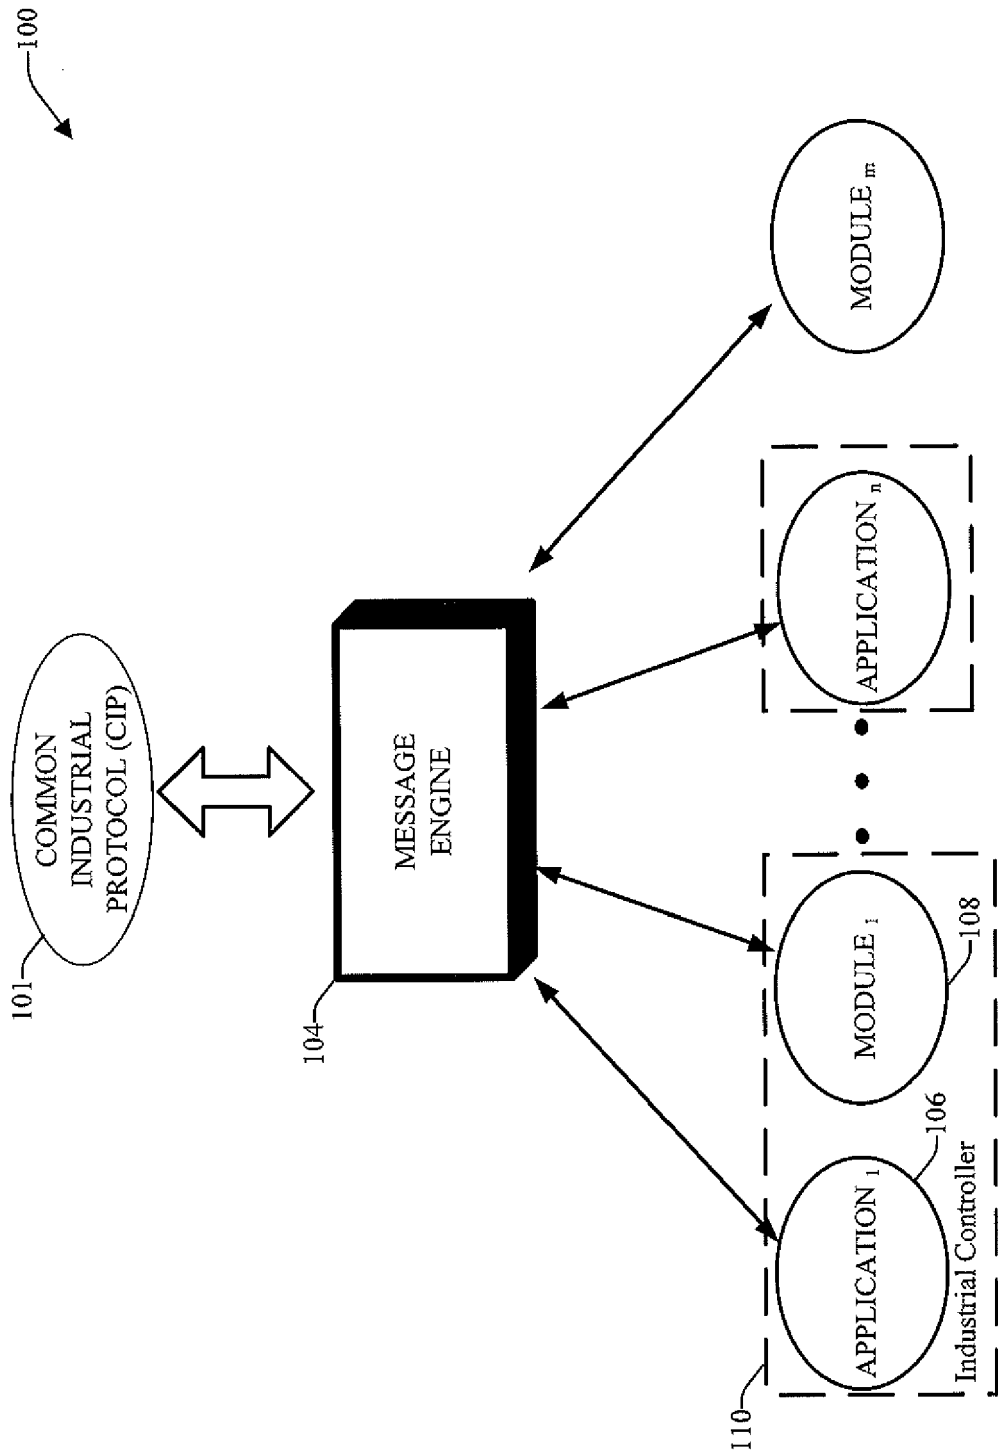 100
101
COMMON
INDUSTRIAL
PROTOCOL (CIP)
104
MESSAGE
ENGINE
110
APPLICATION 1
106
MODULE 1
108
APPLICATION n
MODULE m
Industrial Controller